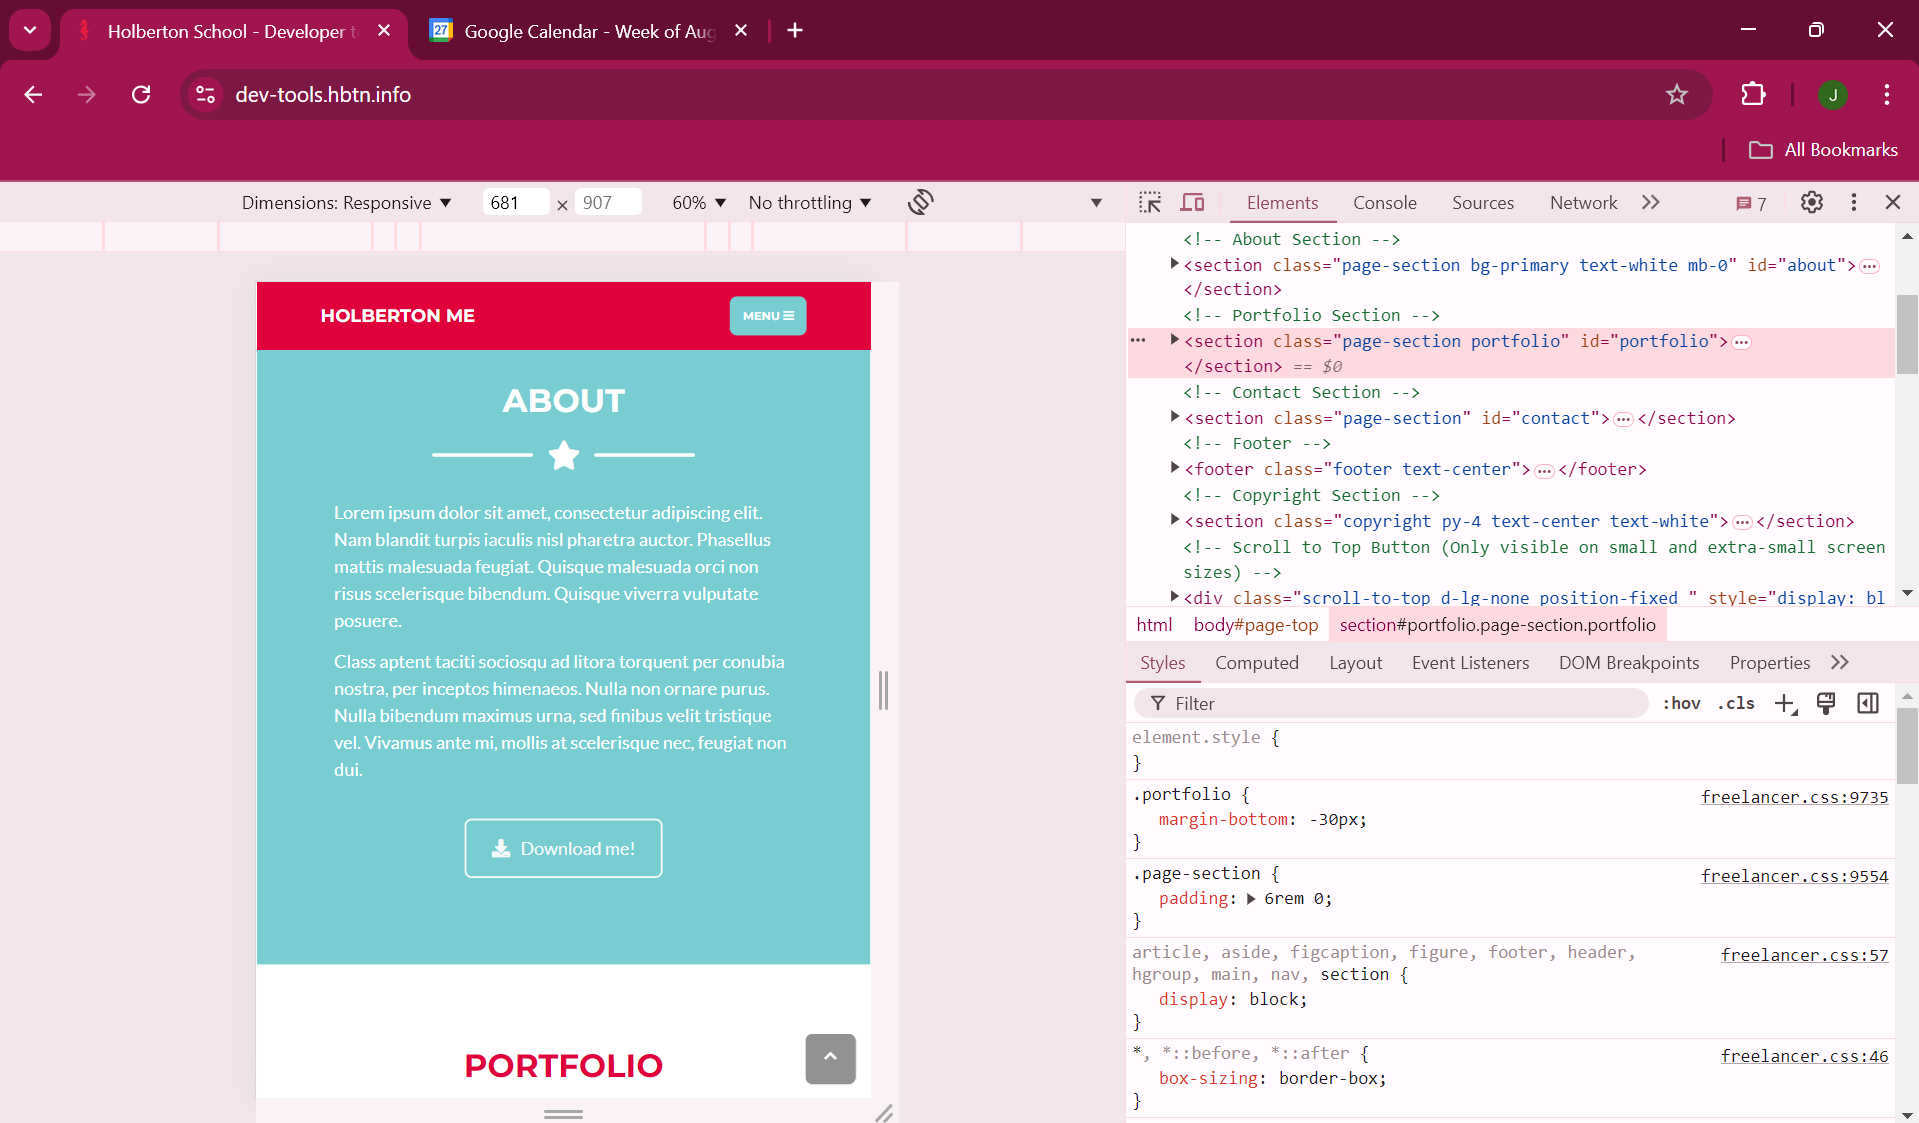 Holberton School - Developer to
Google Calendar - Week of Aug
dev-tools.hbtn.info
J
All Bookmarks
Dimensions: Responsive 681 × 907 60% No throttling
Elements Console Sources Network 7
HOLBERTON ME
MENU
ABOUT
Lorem ipsum dolor sit amet, consectetur adipiscing elit.
Nam blandit turpis iaculis nisl pharetra auctor. Phasellus
mattis malesuada feugiat. Quisque malesuada orci non
risus scelerisque bibendum. Quisque viverra vulputate
posuere.
Class aptent taciti sociosqu ad litora torquent per conubia
nostra, per inceptos himenaeos. Nulla non ornare purus.
Nulla bibendum maximus urna, sed finibus velit tristique
vel. Vivamus ante mi, mollis at scelerisque nec, feugiat non
dui.
Download me!
PORTFOLIO
<!-- About Section -->
<section class="page-section bg-primary text-white mb-0" id="about">…
</section>
<!-- Portfolio Section -->
<section class="page-section portfolio" id="portfolio">…
</section> == $0
<!-- Contact Section -->
<section class="page-section" id="contact">…</section>
<!-- Footer -->
<footer class="footer text-center">…</footer>
<!-- Copyright Section -->
<section class="copyright py-4 text-center text-white">…</section>
<!-- Scroll to Top Button (Only visible on small and extra-small screen
sizes) -->
<div class="scroll-to-top d-lg-none position-fixed " style="display: bl
html body#page-top section#portfolio.page-section.portfolio
Styles Computed Layout Event Listeners DOM Breakpoints Properties
Filter :hov .cls
element.style {
}
.portfolio { freelancer.css:9735
margin-bottom: -30px;
}
.page-section { freelancer.css:9554
padding: 6rem 0;
}
article, aside, figcaption, figure, footer, header, freelancer.css:57
hgroup, main, nav, section {
display: block;
}
*, *::before, *::after { freelancer.css:46
box-sizing: border-box;
}